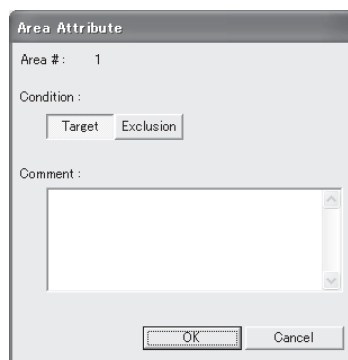 Area Attribute
Area # : 1
Condition :
Target Exclusion
Comment :
OK Cancel